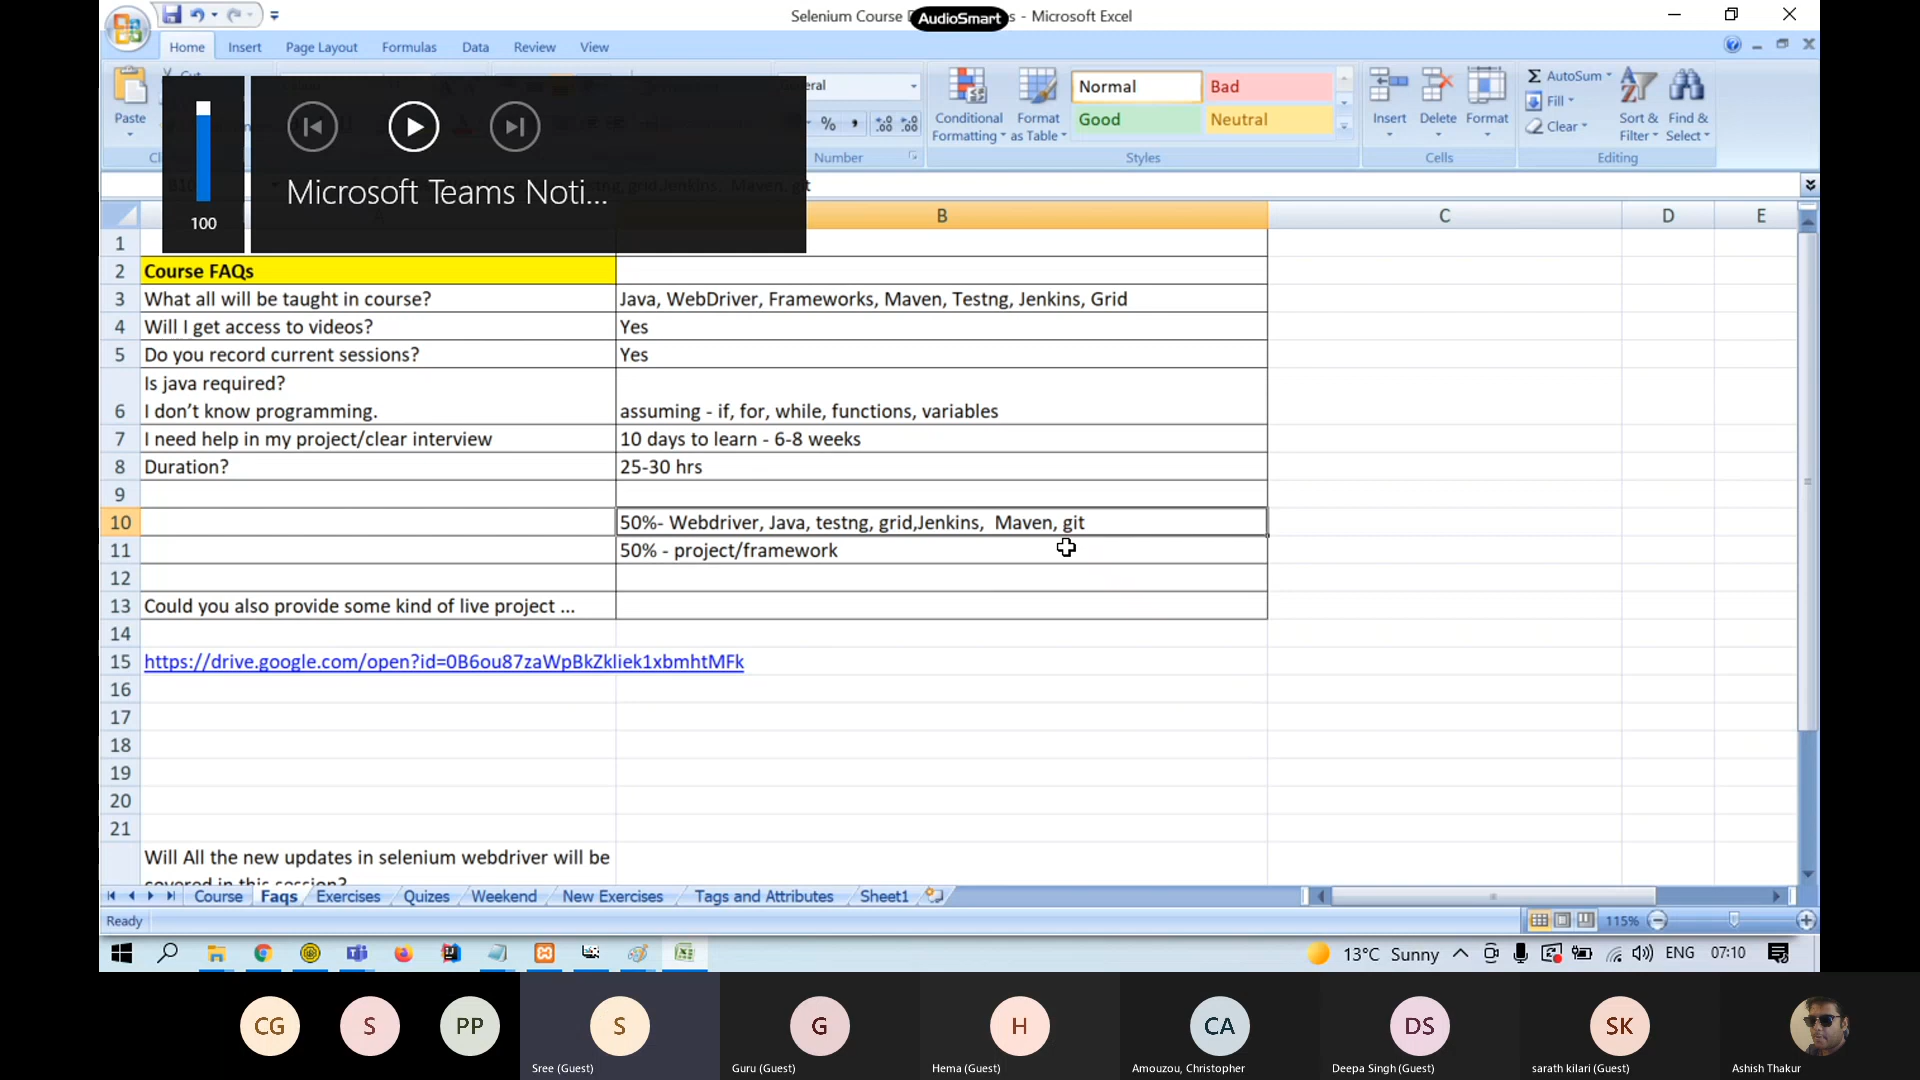 Selenium Course
AudioSmart
s - Microsoft Excel
Home
Insert
Page Layout
Formulas
Data
Review
View
Paste
100
Microsoft Teams Noti...
Number
Conditional
Formatting
Format
as Table
Normal
Bad
Good
Neutral
Styles
Insert
Delete
Format
Cells
Σ AutoSum
Fill
Clear
Sort &
Filter
Find &
Select
Editing
B
C
D
E
1
2 Course FAQs
3 What all will be taught in course? Java, WebDriver, Frameworks, Maven, Testng, Jenkins, Grid
4 Will I get access to videos? Yes
5 Do you record current sessions? Yes
Is java required?
6 I don't know programming. assuming - if, for, while, functions, variables
7 I need help in my project/clear interview 10 days to learn - 6-8 weeks
8 Duration? 25-30 hrs
9
10 50%- Webdriver, Java, testng, grid,Jenkins,  Maven, git
11 50% - project/framework
12
13 Could you also provide some kind of live project ...
14
15 https://drive.google.com/open?id=0B6ou87zaWpBkZkliek1xbmhtMFk
16
17
18
19
20
21
Will All the new updates in selenium webdriver will be
covered in this session?
Course
Faqs
Exercises
Quizes
Weekend
New Exercises
Tags and Attributes
Sheet1
Ready
115%
13°C Sunny
ENG
07:10
CG
S
PP
S
G
H
CA
DS
SK
Sree (Guest)
Guru (Guest)
Hema (Guest)
Amouzou, Christopher
Deepa Singh (Guest)
sarath kilari (Guest)
Ashish Thakur